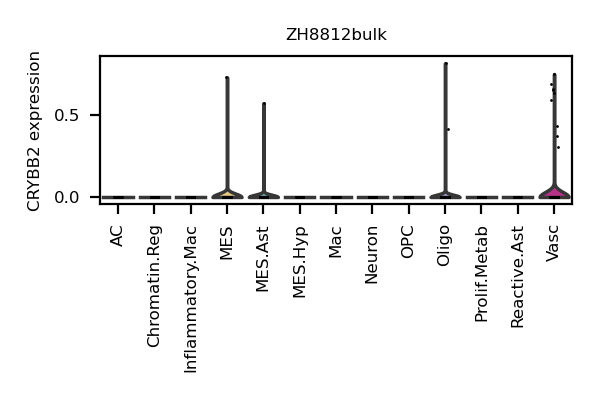 ZH8812bulk
CRYBB2 expression
0.5
0.0
AC
Chromatin.Reg
Inflammatory.Mac
MES
MES.Ast
MES.Hyp
Mac
Neuron
OPC
Oligo
Prolif.Metab
Reactive.Ast
Vasc